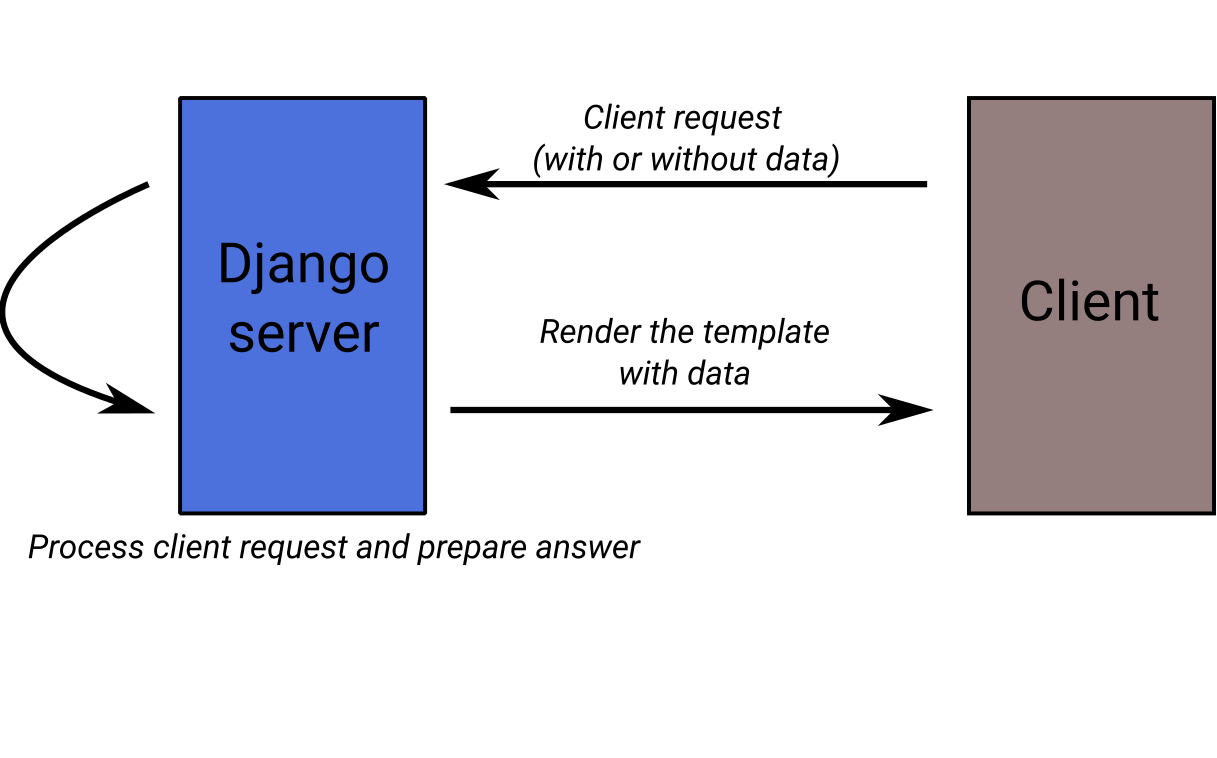 Client request
(with or without data)
Django
server
Client
Render the template
with data
Process client request and prepare answer